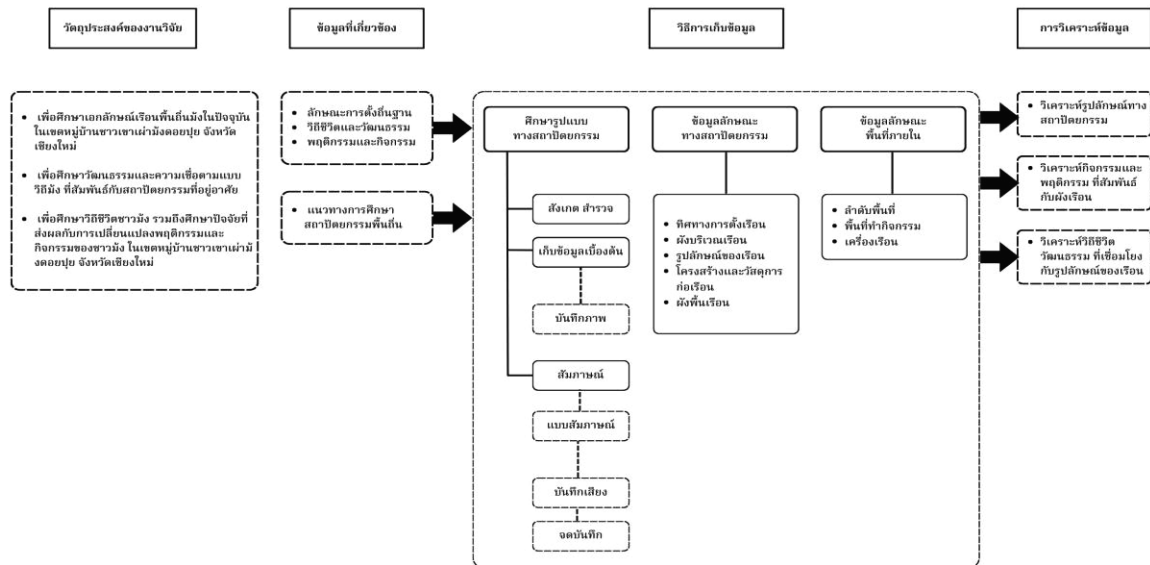 วัตถุประสงค์ของงานวิจัย
ข้อมูลที่เกี่ยวข้อง
วิธีการเก็บข้อมูล
การวิเคราะห์ข้อมูล
• เพื่อศึกษาเอกลักษณ์เรือนพื้นถิ่นม้งในปัจจุบัน
ในเขตหมู่บ้านชาวเขาเผ่าม้งดอยปุย จังหวัด
เชียงใหม่
• เพื่อศึกษาวัฒนธรรมและความเชื่อตามแบบ
วิถีม้ง ที่สัมพันธ์กับสถาปัตยกรรมที่อยู่อาศัย
• เพื่อศึกษาวิถีชีวิตชาวม้ง รวมถึงศึกษาปัจจัยที่
ส่งผลกับการเปลี่ยนแปลงพฤติกรรมและ
กิจกรรมของชาวม้ง ในเขตหมู่บ้านชาวเขาเผ่าม้
งดอยปุย จังหวัดเชียงใหม่
• ลักษณะการตั้งถิ่นฐาน
• วิถีชีวิตและวัฒนธรรม
• พฤติกรรมและกิจกรรม
• แนวทางการศึกษา
สถาปัตยกรรมพื้นถิ่น
ศึกษารูปแบบ
ทางสถาปัตยกรรม
สังเกต สำรวจ
เก็บข้อมูลเบื้องต้น
บันทึกภาพ
สัมภาษณ์
แบบสัมภาษณ์
บันทึกเสียง
จดบันทึก
ข้อมูลลักษณะ
ทางสถาปัตยกรรม
• ทิศทางการตั้งเรือน
• ผังบริเวณเรือน
• รูปลักษณ์ของเรือน
• โครงสร้างและวัสดุการ
ก่อเรือน
• ผังพื้นเรือน
ข้อมูลลักษณะ
พื้นที่ภายใน
• ลำดับพื้นที่
• พื้นที่ทำกิจกรรม
• เครื่องเรือน
• วิเคราะห์รูปลักษณ์ทาง
สถาปัตยกรรม
• วิเคราะห์กิจกรรมและ
พฤติกรรม ที่สัมพันธ์
กับผังเรือน
• วิเคราะห์วิถีชีวิต
วัฒนธรรม ที่เชื่อมโยง
กับรูปลักษณ์ของเรือน